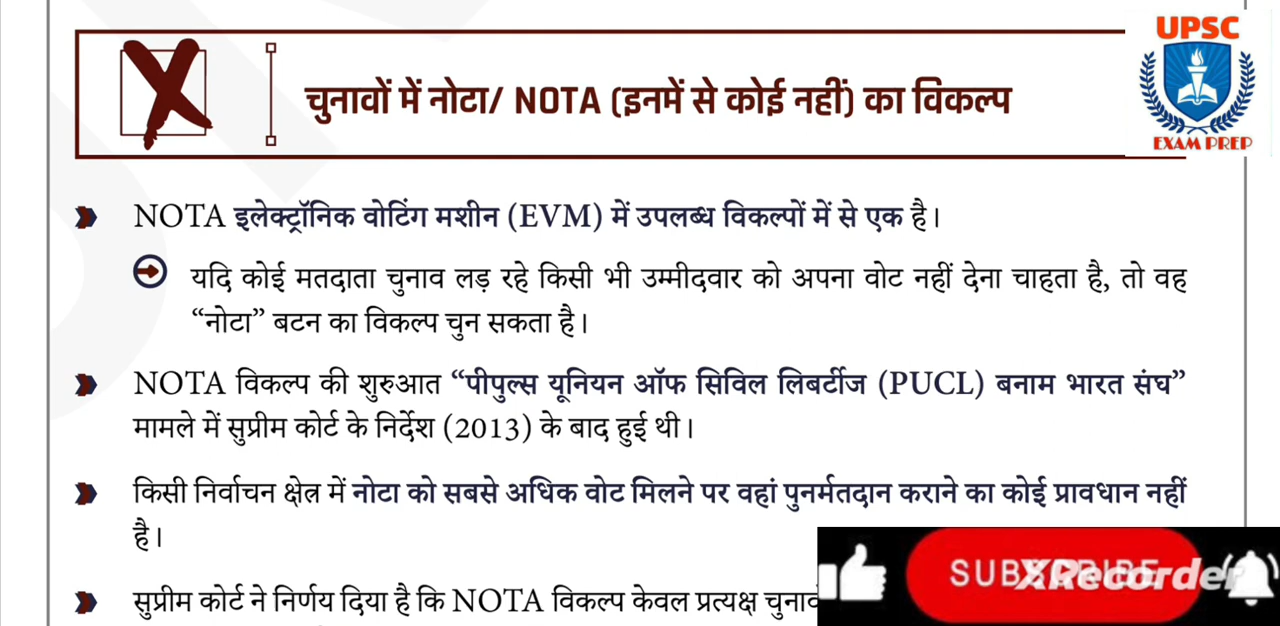 UPSC
EXAM PREP
चुनावों में नोटा/ NOTA (इनमें से कोई नहीं) का विकल्प
NOTA इलेक्ट्रॉनिक वोटिंग मशीन (EVM) में उपलब्ध विकल्पों में से एक है।
यदि कोई मतदाता चुनाव लड़ रहे किसी भी उम्मीदवार को अपना वोट नहीं देना चाहता है, तो वह
“नोटा” बटन का विकल्प चुन सकता है।
NOTA विकल्प की शुरुआत “पीपुल्स यूनियन ऑफ सिविल लिबर्टीज (PUCL) बनाम भारत संघ”
मामले में सुप्रीम कोर्ट के निर्देश (2013) के बाद हुई थी।
किसी निर्वाचन क्षेत्र में नोटा को सबसे अधिक वोट मिलने पर वहां पुनर्मतदान कराने का कोई प्रावधान नहीं
है।
सुप्रीम कोर्ट ने निर्णय दिया है कि NOTA विकल्प केवल प्रत्यक्ष
SUBSCRIBE
XRecorder